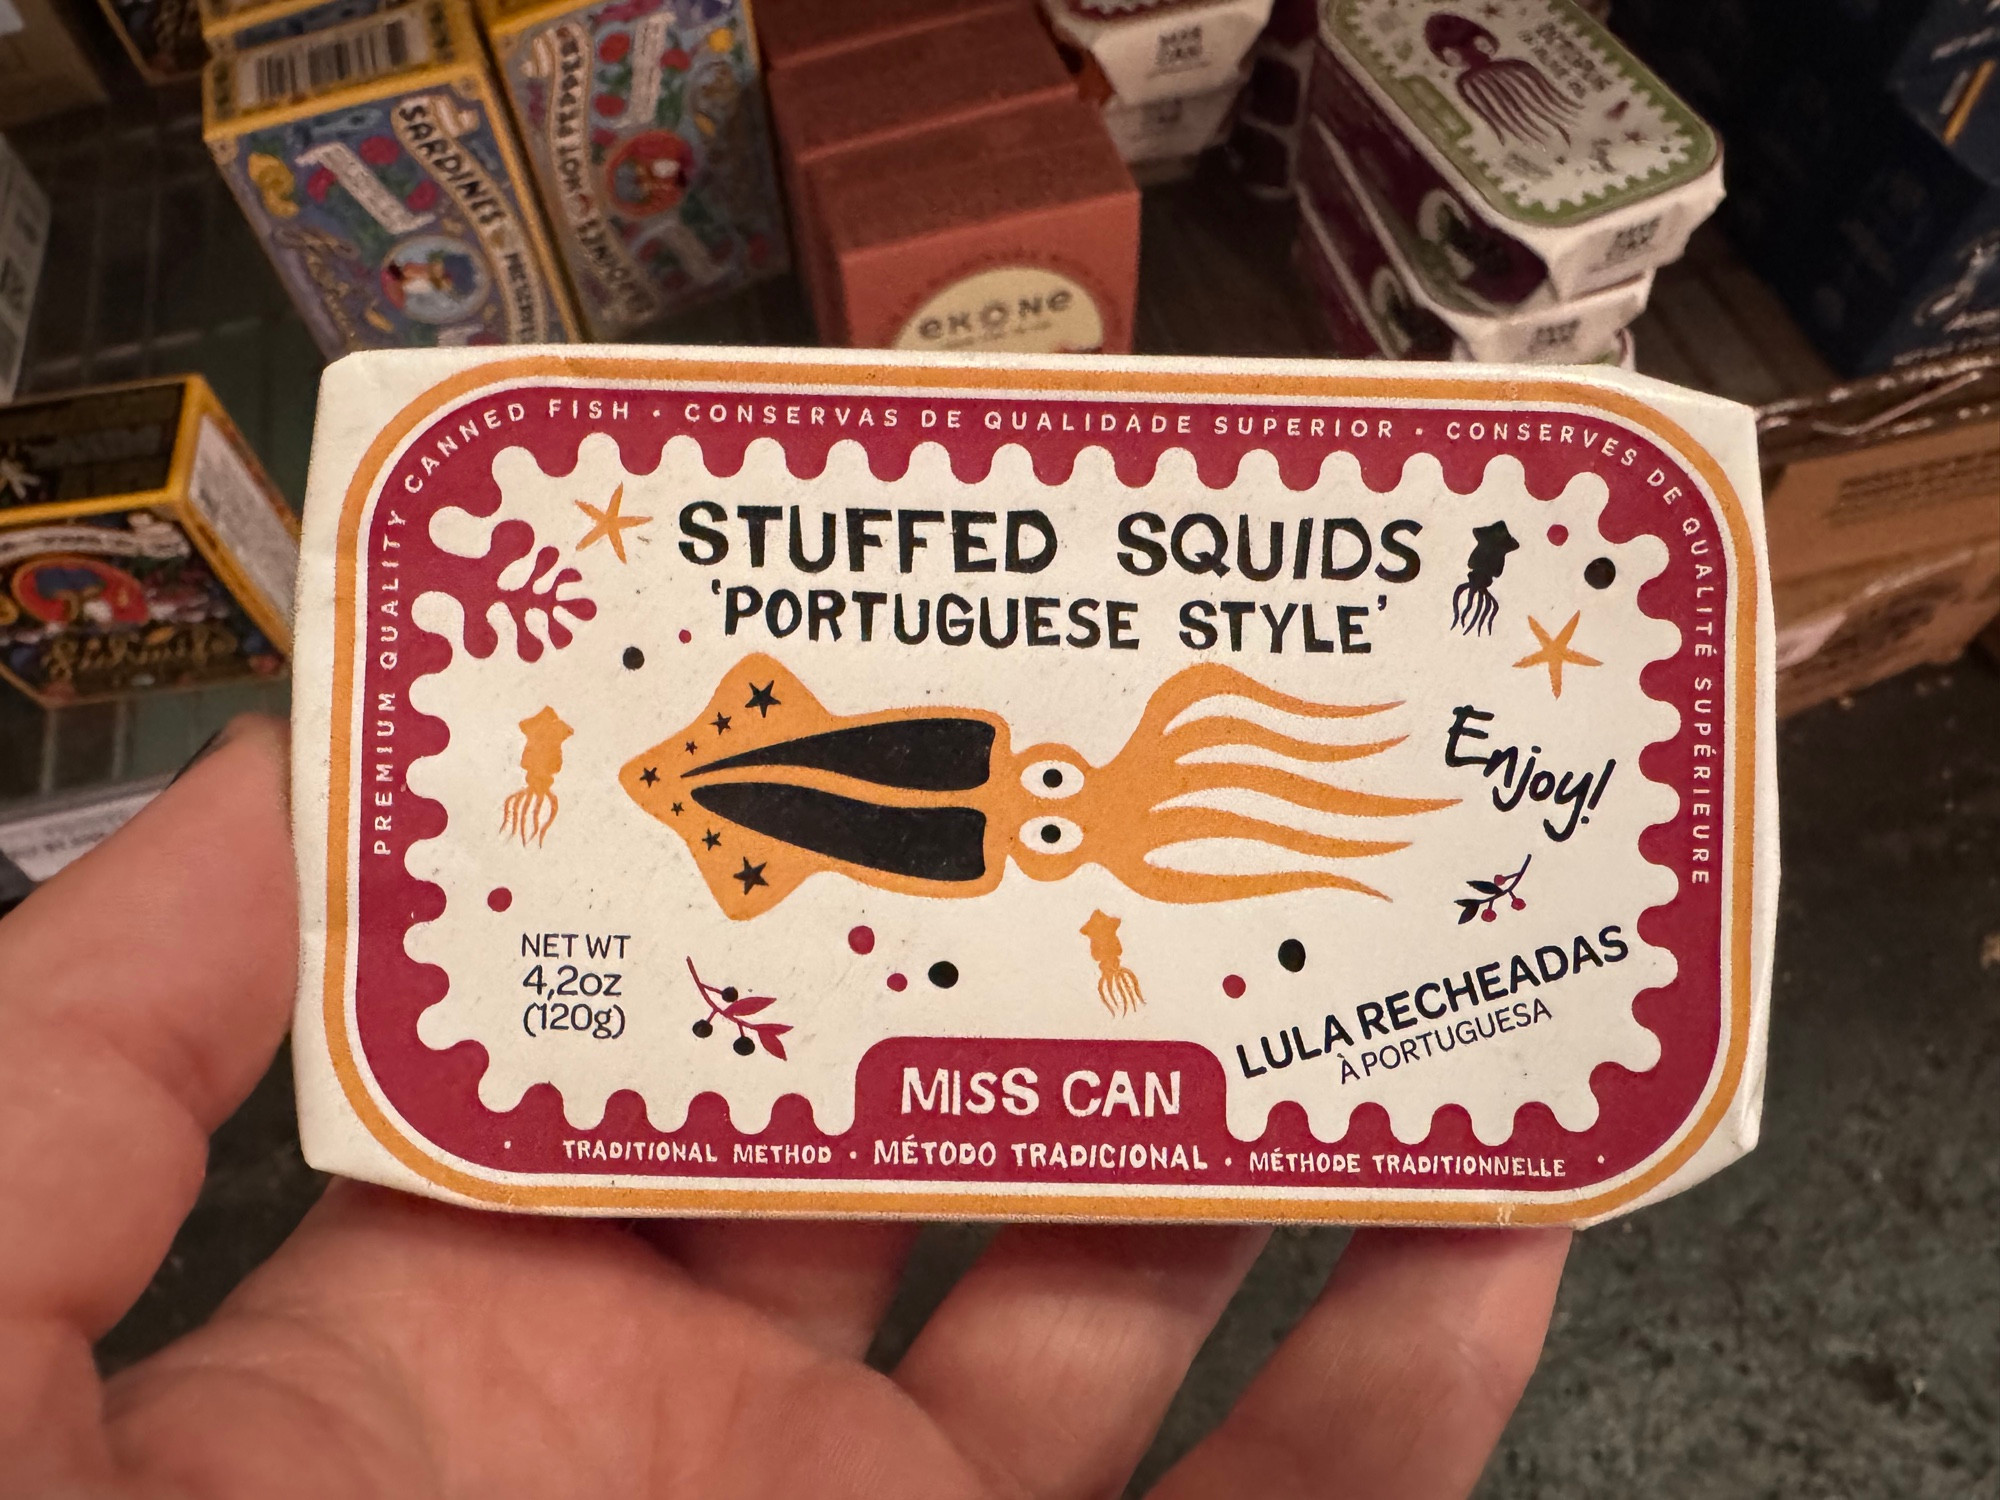 SARDINES
HOT PEPPER
eKONe
OCTOPUS
PREMIUM QUALITY CANNED FISH • CONSERVAS DE QUALIDADE SUPERIOR • CONSERVES DE QUALITÉ SUPÉRIEURE
STUFFED SQUIDS
'PORTUGUESE STYLE'
Enjoy!
NET WT
4,2oz
(120g)
LULA RECHEADAS
À PORTUGUESA
MISS CAN
• TRADITIONAL METHOD • MÉTODO TRADICIONAL • MÉTHODE TRADITIONNELLE •